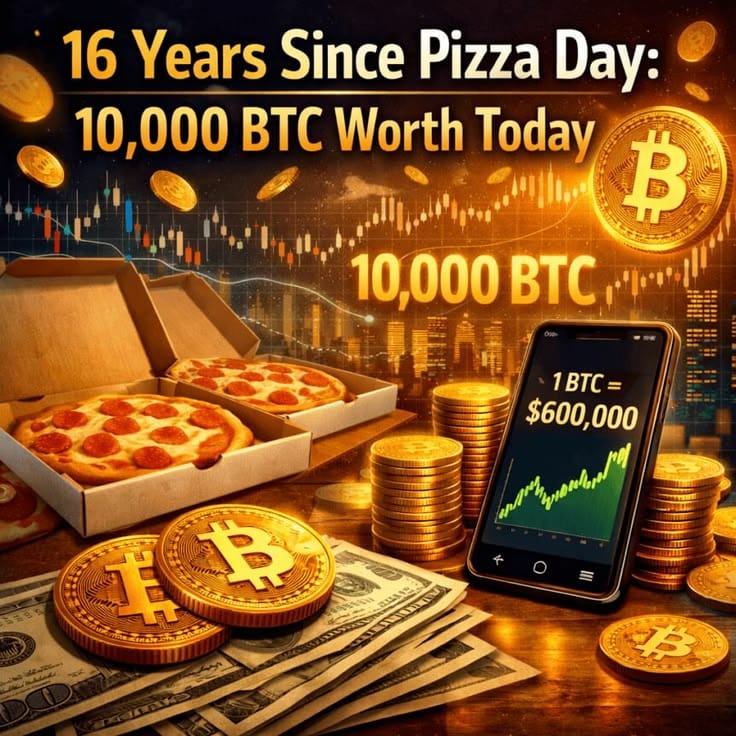 16 Years Since Pizza Day:
10,000 BTC Worth Today
10,000 BTC
1 BTC =
$600,000